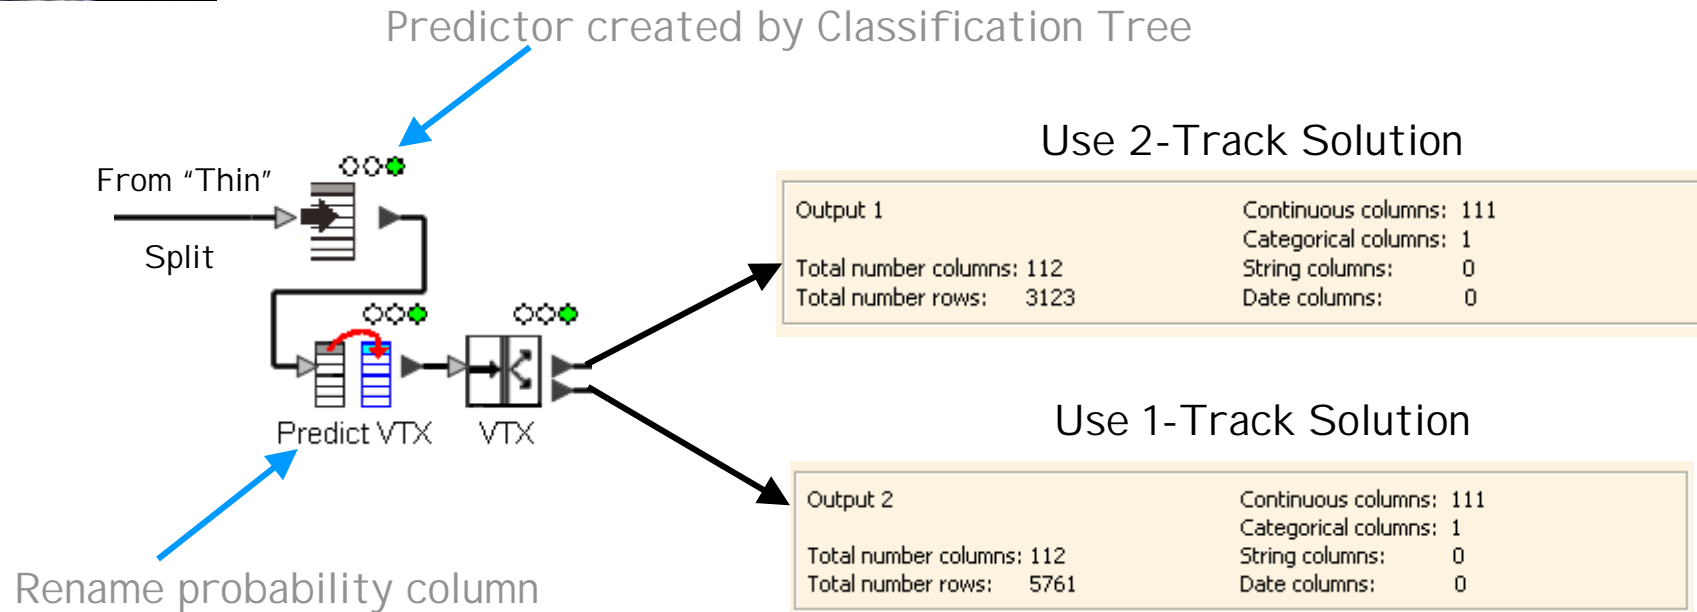 Predictor created by Classification Tree
Use 2-Track Solution
From “Thin”
Split
Output 1
Continuous columns: 111
Categorical columns: 1
Total number columns: 112
String columns: 0
Total number rows: 3123
Date columns: 0
Predict VTX
VTX
Use 1-Track Solution
Output 2
Continuous columns: 111
Categorical columns: 1
Total number columns: 112
String columns: 0
Total number rows: 5761
Date columns: 0
Rename probability column